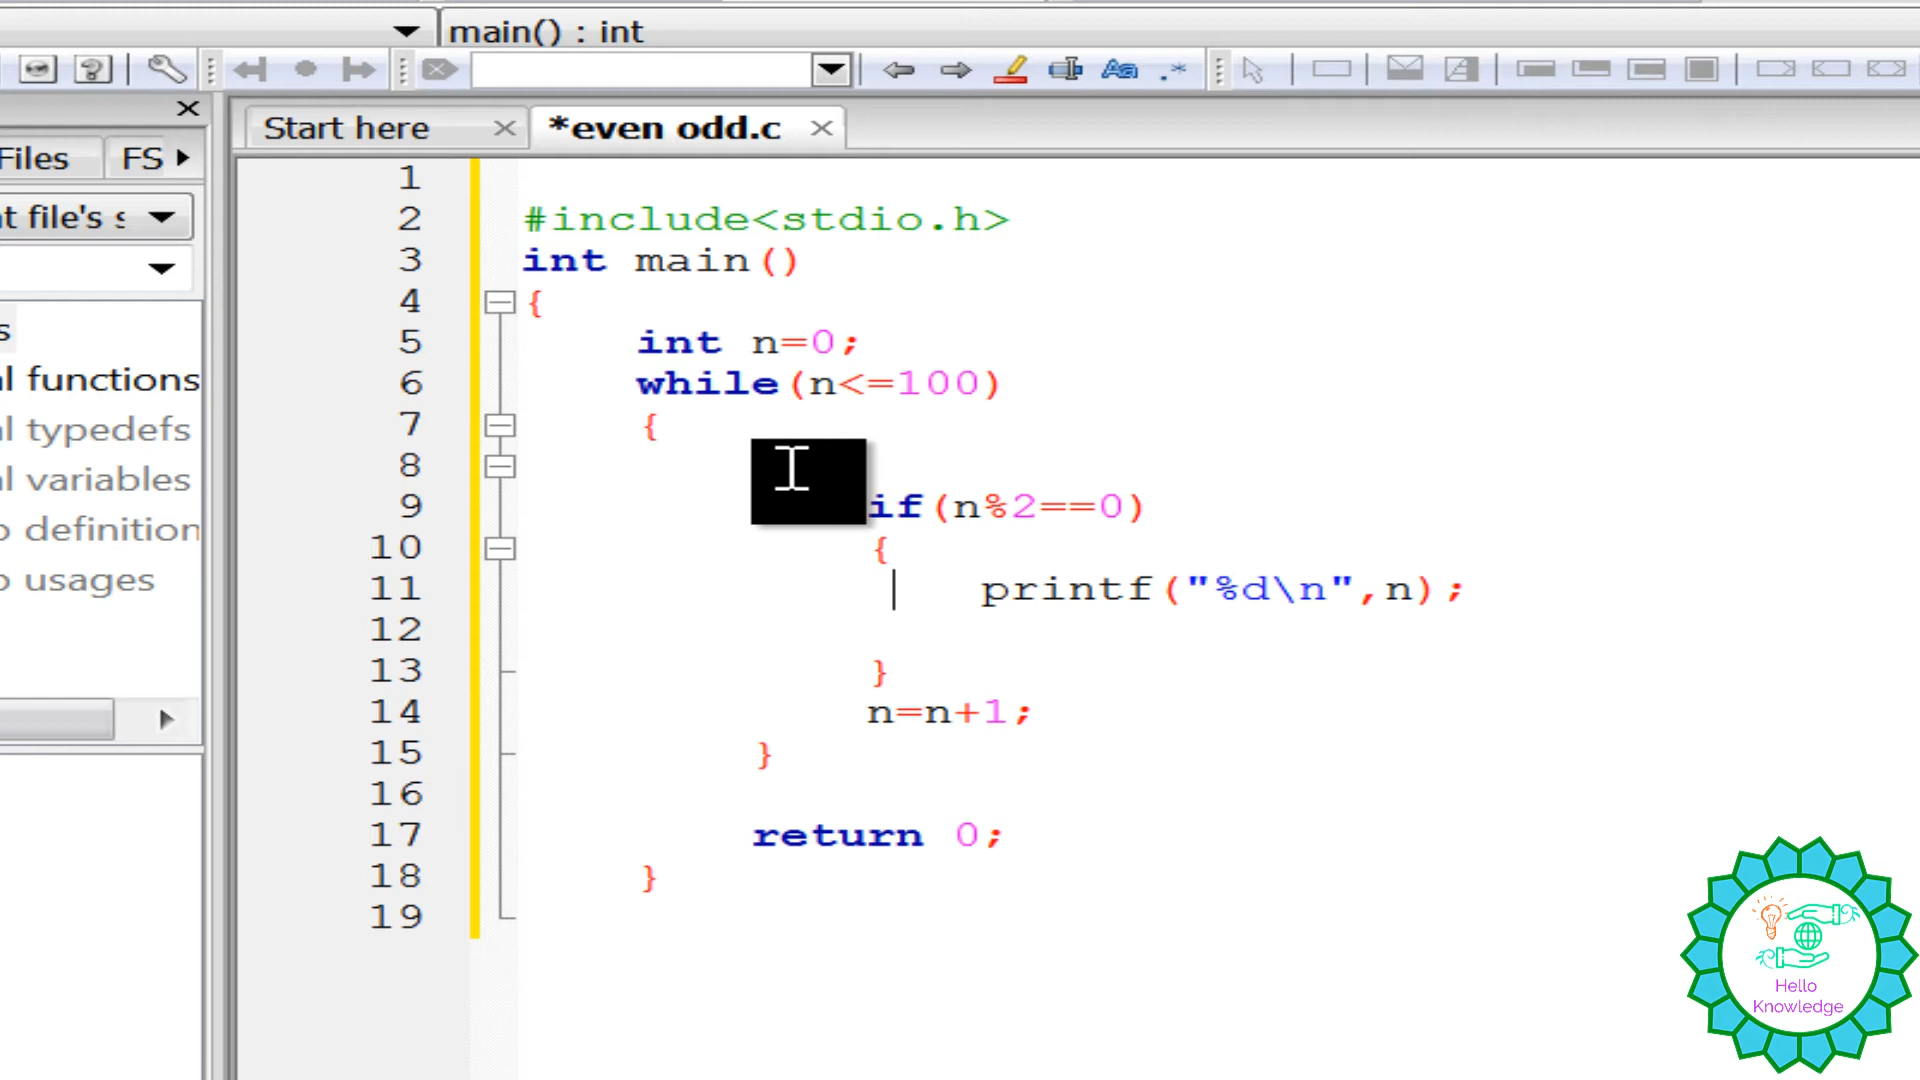 main() : int
Start here
*even odd.c
Files
FS
t file's s
s
l functions
l typedefs
l variables
o definition
o usages
1
2 #include<stdio.h>
3 int main()
4 {
5 int n=0;
6 while(n<=100)
7 {
8
9 if(n%2==0)
10 {
11 printf("%d\n",n);
12
13 }
14 n=n+1;
15 }
16
17 return 0;
18 }
19
Hello
Knowledge